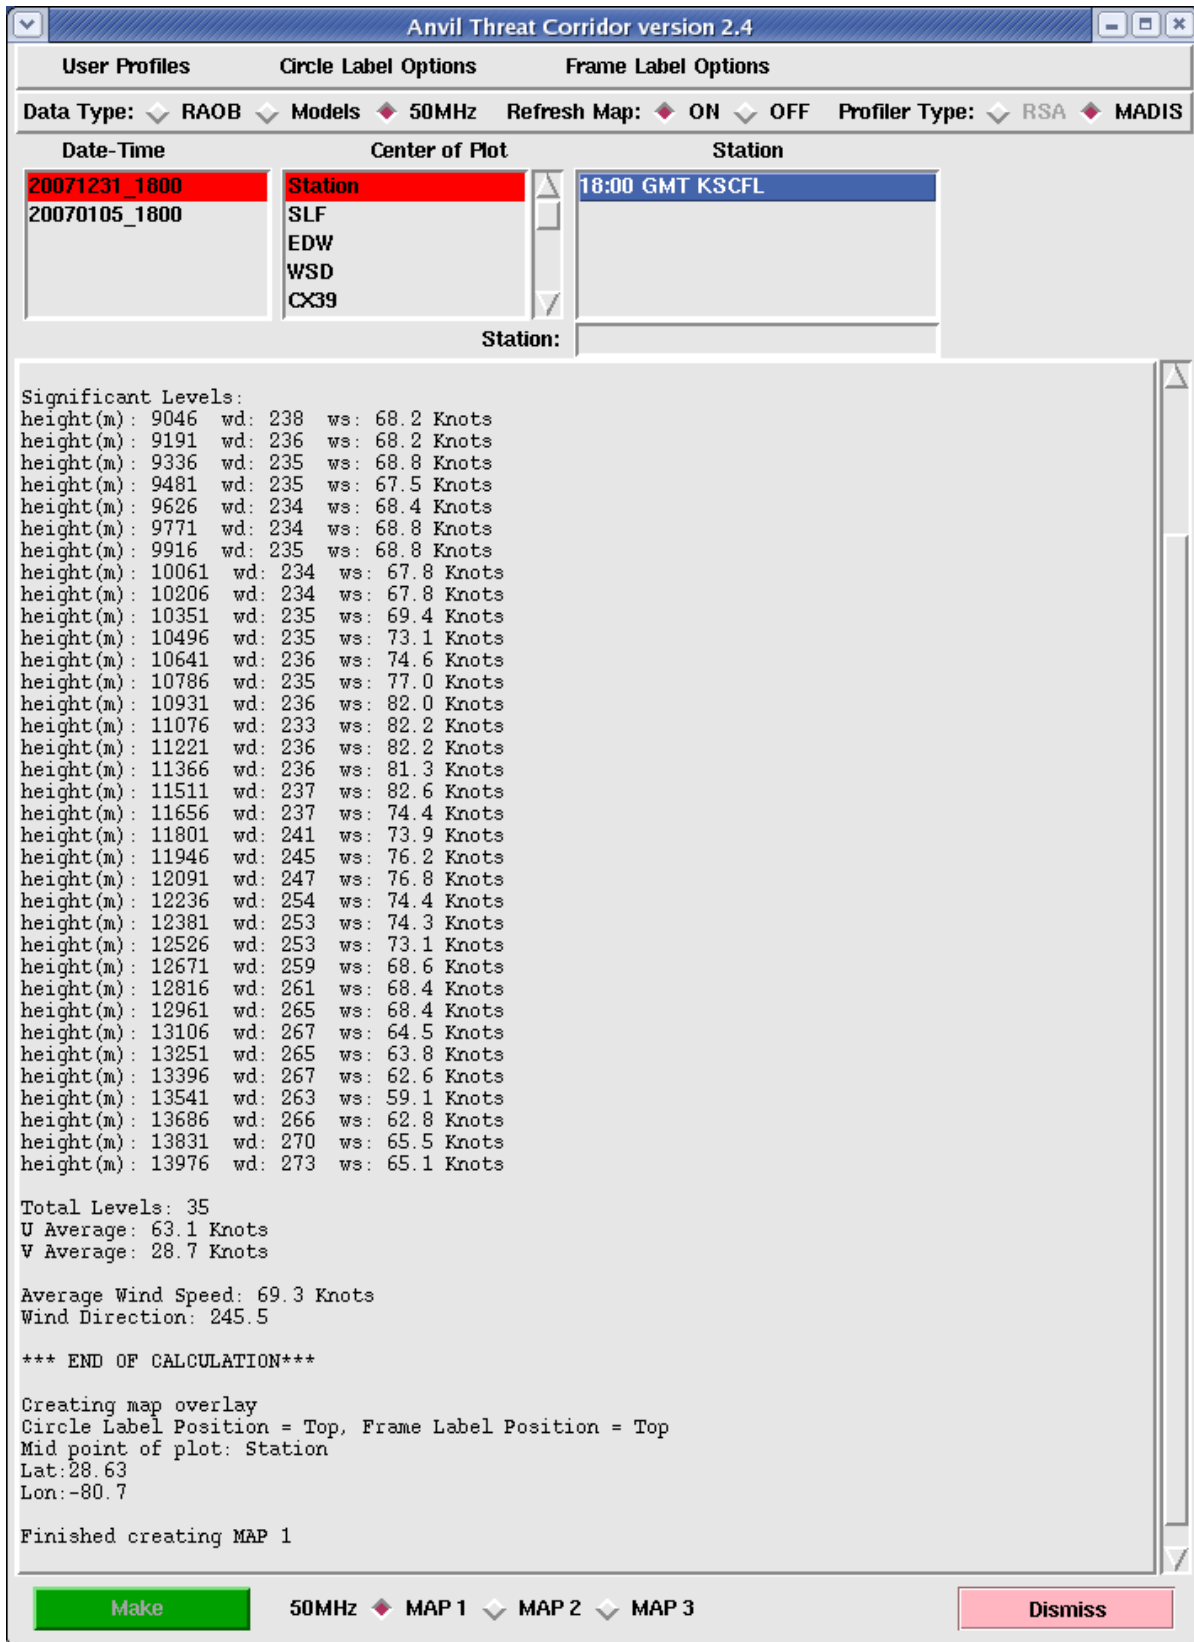 Anvil Threat Corridor version 2.4
User Profiles Circle Label Options Frame Label Options
Data Type: RAOB Models 50MHz Refresh Map: ON OFF Profiler Type: RSA MADIS
Date-Time Center of Plot Station
20071231_1800 Station 18:00 GMT KSCFL
20070105_1800 SLF
EDW
WSD
CX39
Station:
Significant Levels:
height(m): 9046 wd: 238 ws: 68.2 Knots
height(m): 9191 wd: 236 ws: 68.2 Knots
height(m): 9336 wd: 235 ws: 68.8 Knots
height(m): 9481 wd: 235 ws: 67.5 Knots
height(m): 9626 wd: 234 ws: 68.4 Knots
height(m): 9771 wd: 234 ws: 68.8 Knots
height(m): 9916 wd: 235 ws: 68.8 Knots
height(m): 10061 wd: 234 ws: 67.8 Knots
height(m): 10206 wd: 234 ws: 67.8 Knots
height(m): 10351 wd: 235 ws: 69.4 Knots
height(m): 10496 wd: 235 ws: 73.1 Knots
height(m): 10641 wd: 236 ws: 74.6 Knots
height(m): 10786 wd: 235 ws: 77.0 Knots
height(m): 10931 wd: 236 ws: 82.0 Knots
height(m): 11076 wd: 233 ws: 82.2 Knots
height(m): 11221 wd: 236 ws: 82.2 Knots
height(m): 11366 wd: 236 ws: 81.3 Knots
height(m): 11511 wd: 237 ws: 82.6 Knots
height(m): 11656 wd: 237 ws: 74.4 Knots
height(m): 11801 wd: 241 ws: 73.9 Knots
height(m): 11946 wd: 245 ws: 76.2 Knots
height(m): 12091 wd: 247 ws: 76.8 Knots
height(m): 12236 wd: 254 ws: 74.4 Knots
height(m): 12381 wd: 253 ws: 74.3 Knots
height(m): 12526 wd: 253 ws: 73.1 Knots
height(m): 12671 wd: 259 ws: 68.6 Knots
height(m): 12816 wd: 261 ws: 68.4 Knots
height(m): 12961 wd: 265 ws: 68.4 Knots
height(m): 13106 wd: 267 ws: 64.5 Knots
height(m): 13251 wd: 265 ws: 63.8 Knots
height(m): 13396 wd: 267 ws: 62.6 Knots
height(m): 13541 wd: 263 ws: 59.1 Knots
height(m): 13686 wd: 266 ws: 62.8 Knots
height(m): 13831 wd: 270 ws: 65.5 Knots
height(m): 13976 wd: 273 ws: 65.1 Knots
Total Levels: 35
U Average: 63.1 Knots
V Average: 28.7 Knots
Average Wind Speed: 69.3 Knots
Wind Direction: 245.5
*** END OF CALCULATION***
Creating map overlay
Circle Label Position = Top, Frame Label Position = Top
Mid point of plot: Station
Lat:28.63
Lon:-80.7
Finished creating MAP 1
Make 50MHz MAP 1 MAP 2 MAP 3 Dismiss